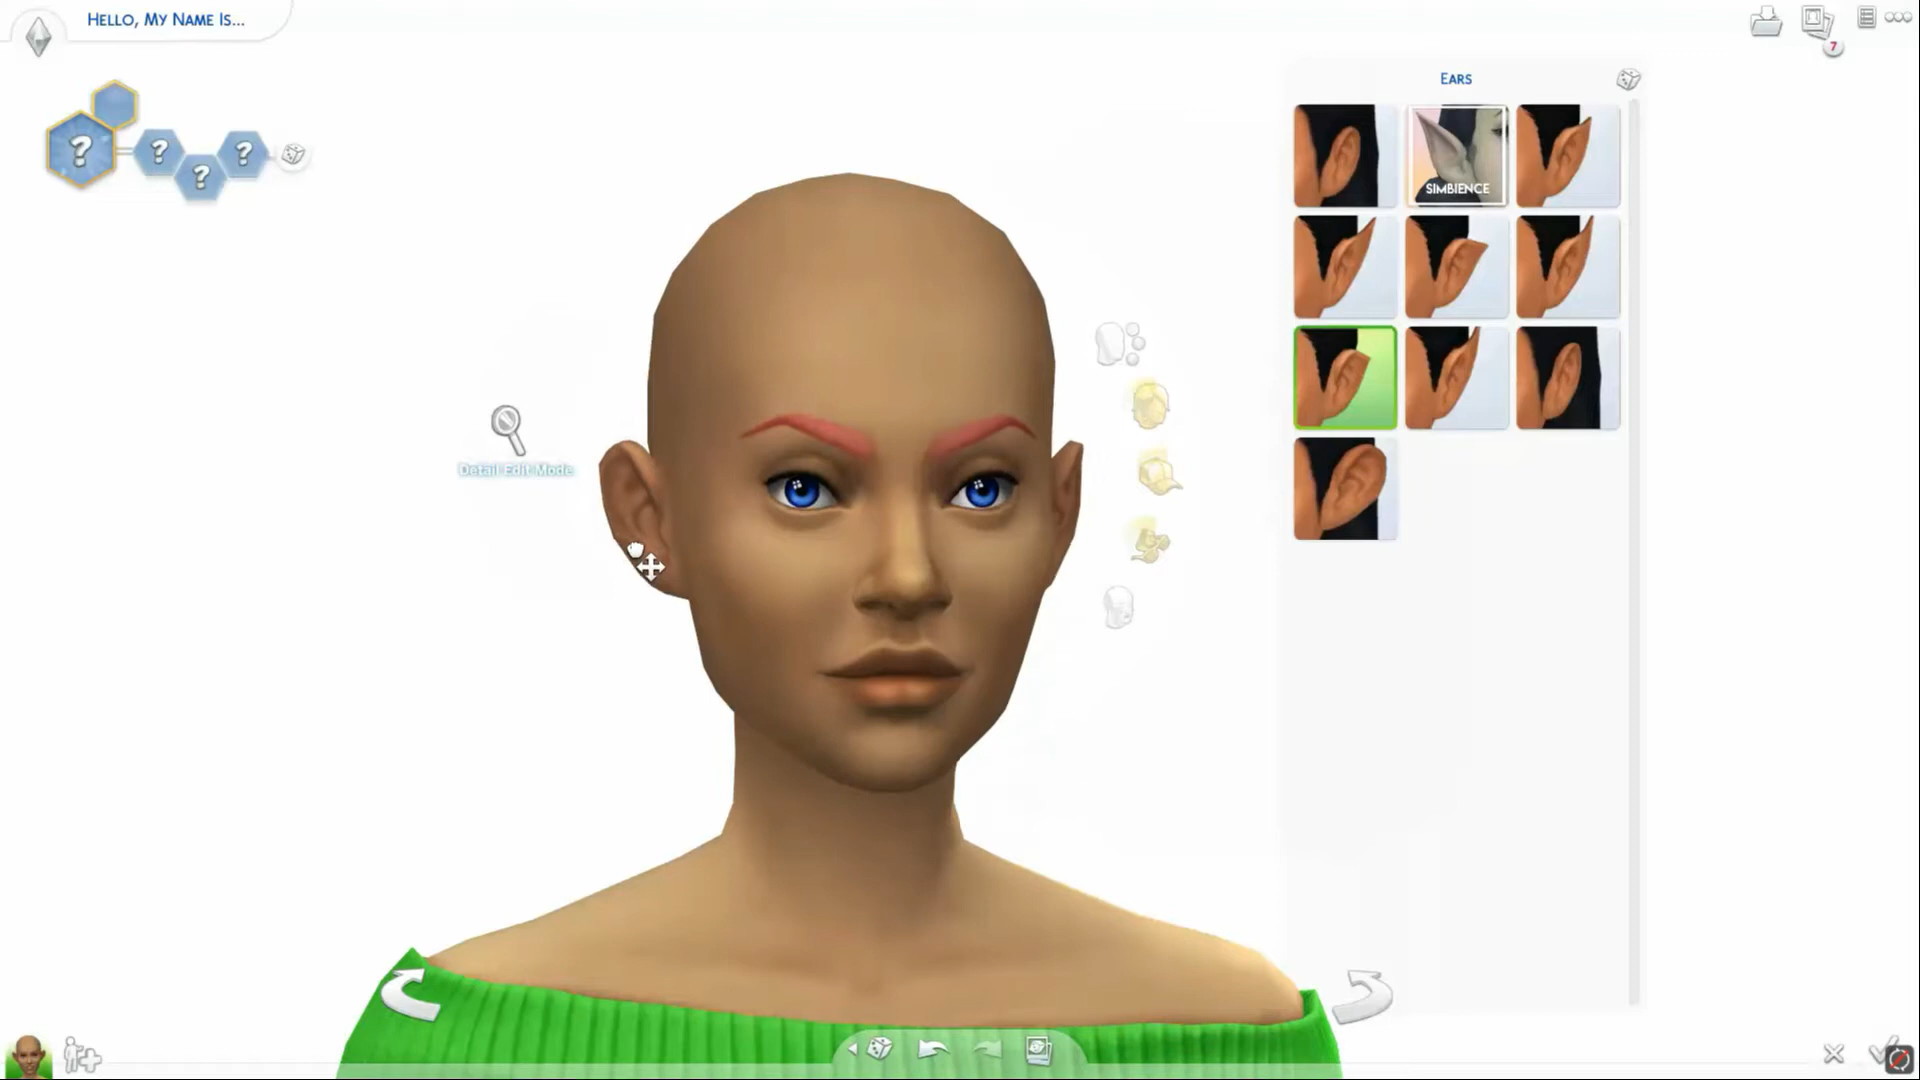 HELLO, MY NAME IS...
7
EARS
SIMBIENCE
Detail Edit Mode
? ? ? ?